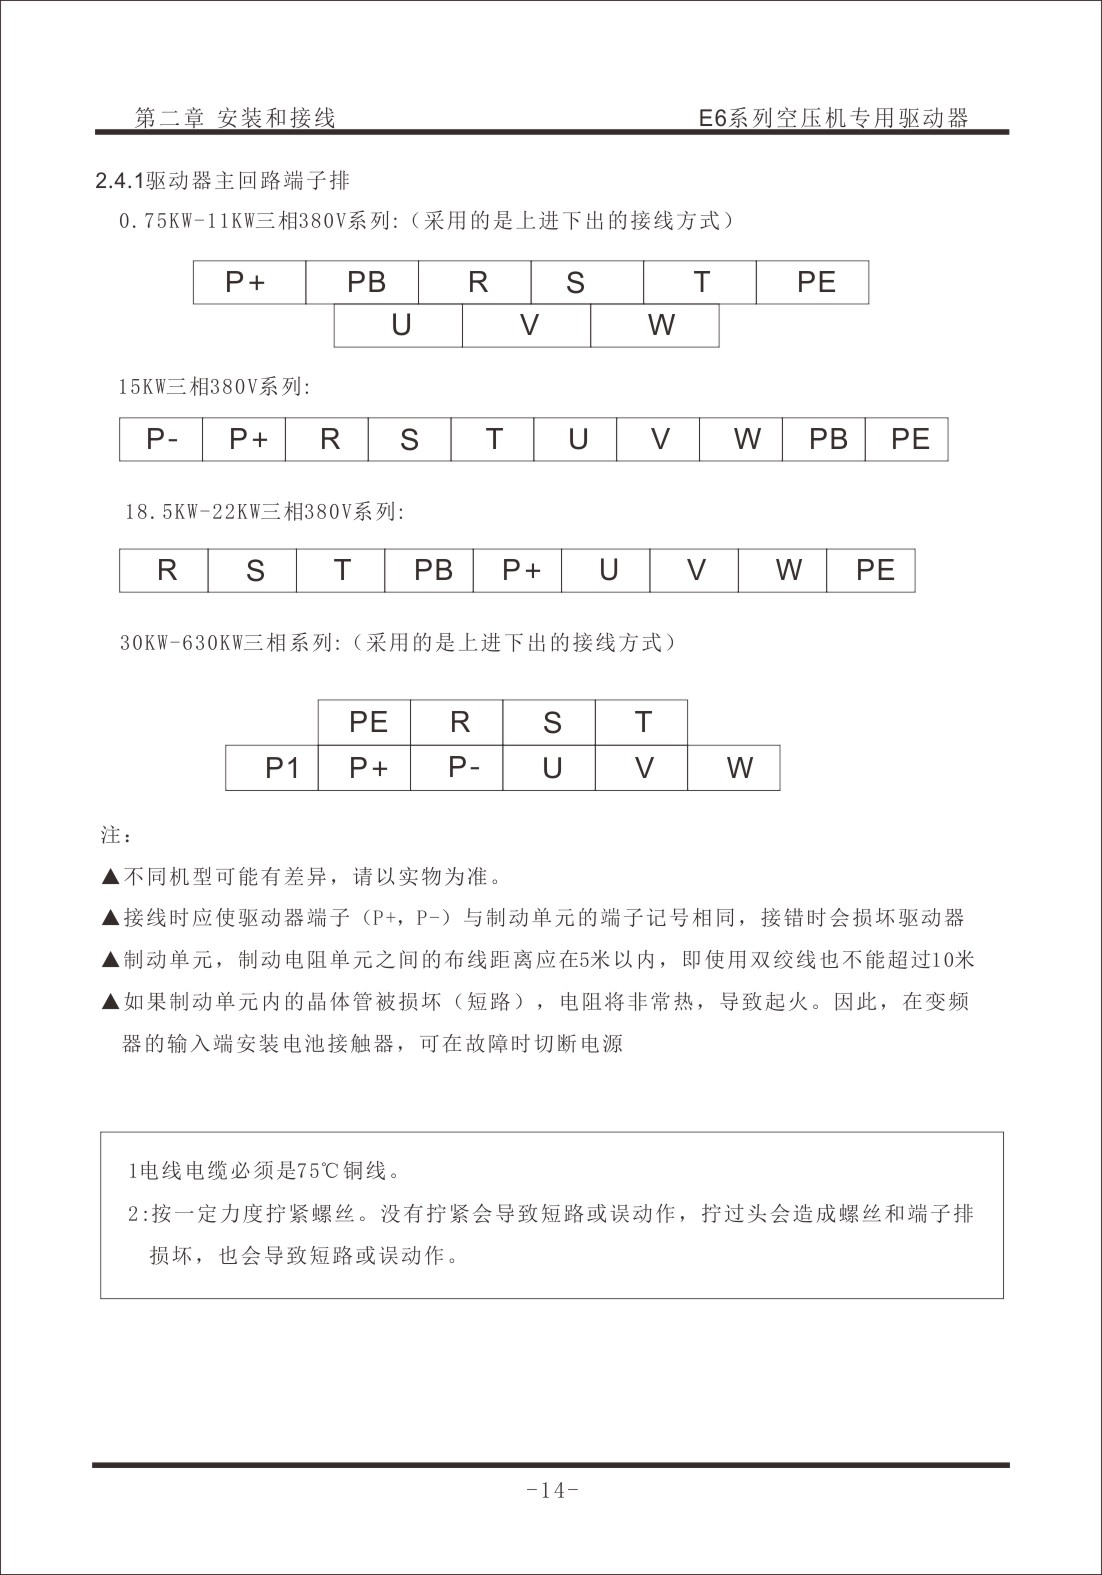 第二章 安装和接线 E6系列空压机专用驱动器
2.4.1驱动器主回路端子排
0.75KW-11KW三相380V系列:（采用的是上进下出的接线方式）
P+ PB R S T PE
U V W
15KW三相380V系列:
P- P+ R S T U V W PB PE
18.5KW-22KW三相380V系列:
R S T PB P+ U V W PE
30KW-630KW三相系列:（采用的是上进下出的接线方式）
PE R S T
P1 P+ P- U V W
注：
▲不同机型可能有差异，请以实物为准。
▲接线时应使驱动器端子（P+，P-）与制动单元的端子记号相同，接错时会损坏驱动器
▲制动单元，制动电阻单元之间的布线距离应在5米以内，即使用双绞线也不能超过10米
▲如果制动单元内的晶体管被损坏（短路），电阻将非常热，导致起火。因此，在变频
器的输入端安装电池接触器，可在故障时切断电源
1电线电缆必须是75℃铜线。
2:按一定力度拧紧螺丝。没有拧紧会导致短路或误动作，拧过头会造成螺丝和端子排
损坏，也会导致短路或误动作。
-14-